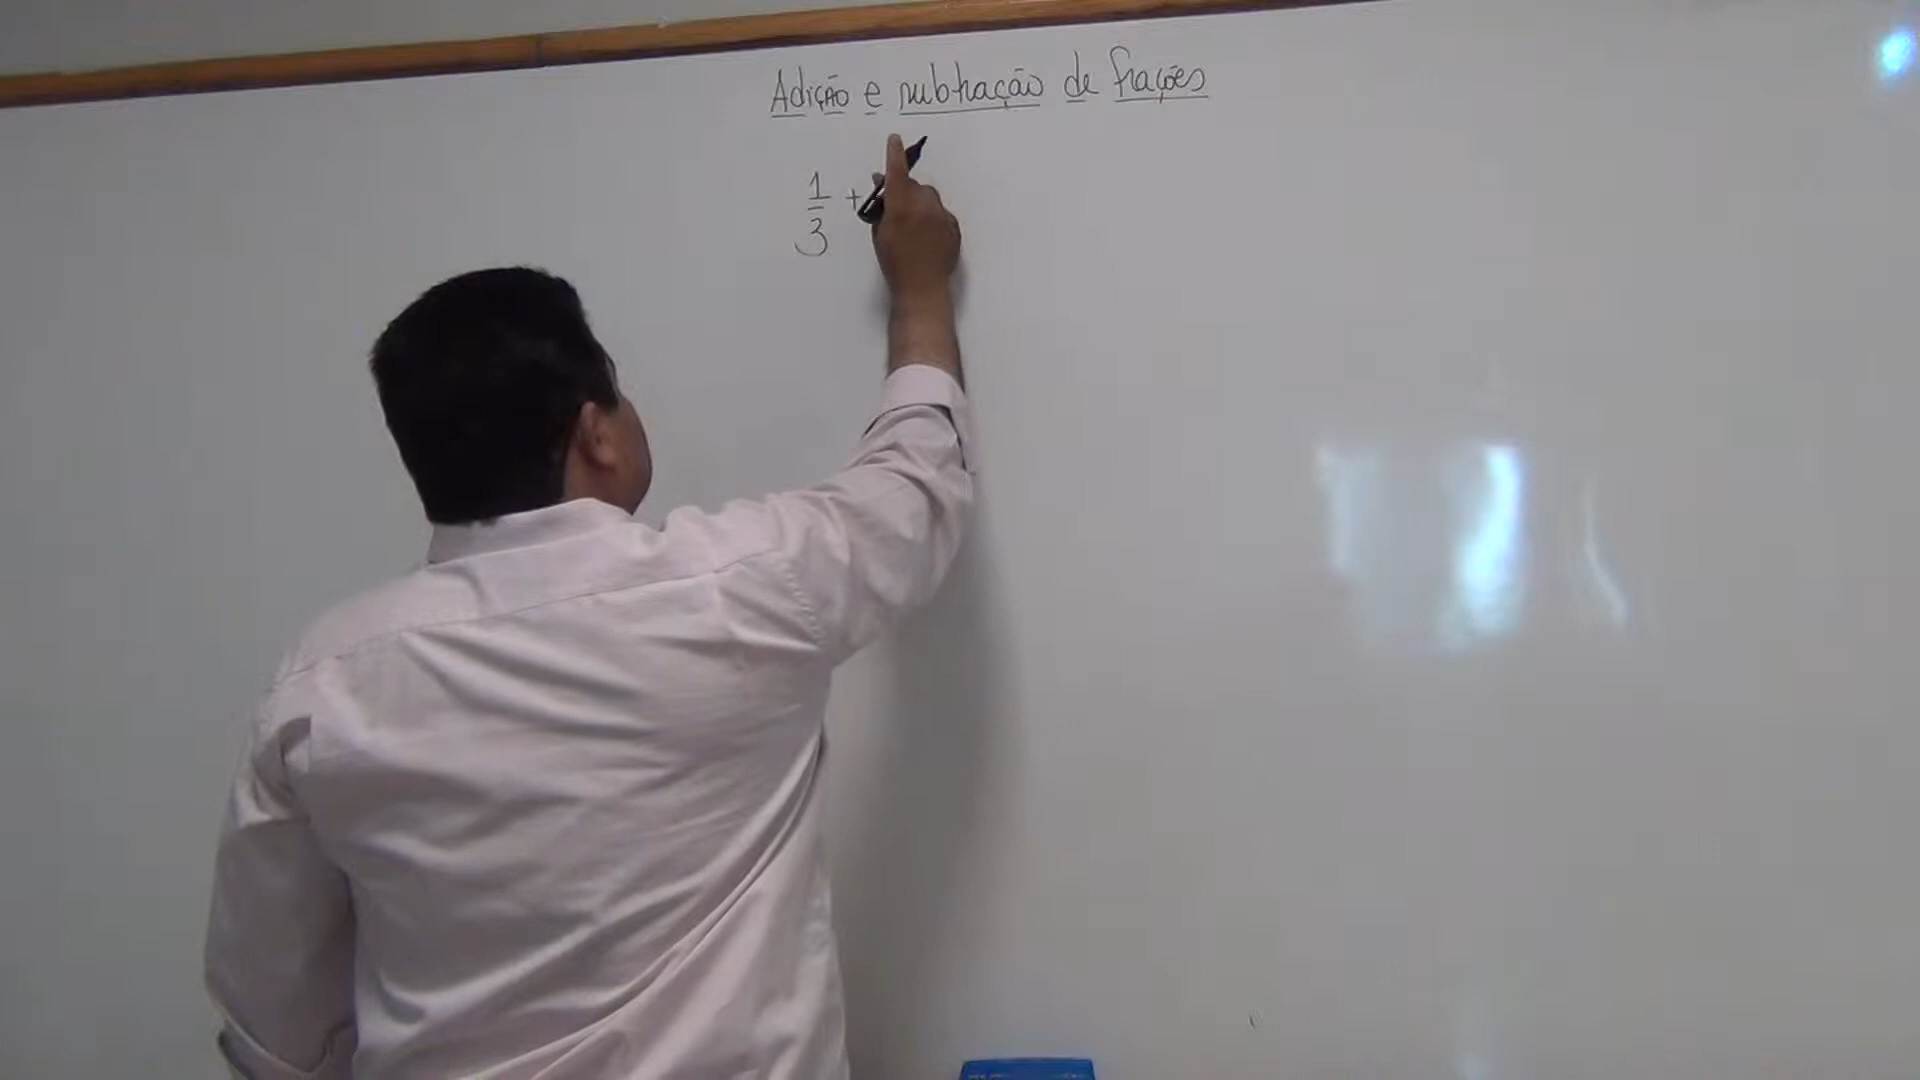 Adição e subtração de frações
1/3 +